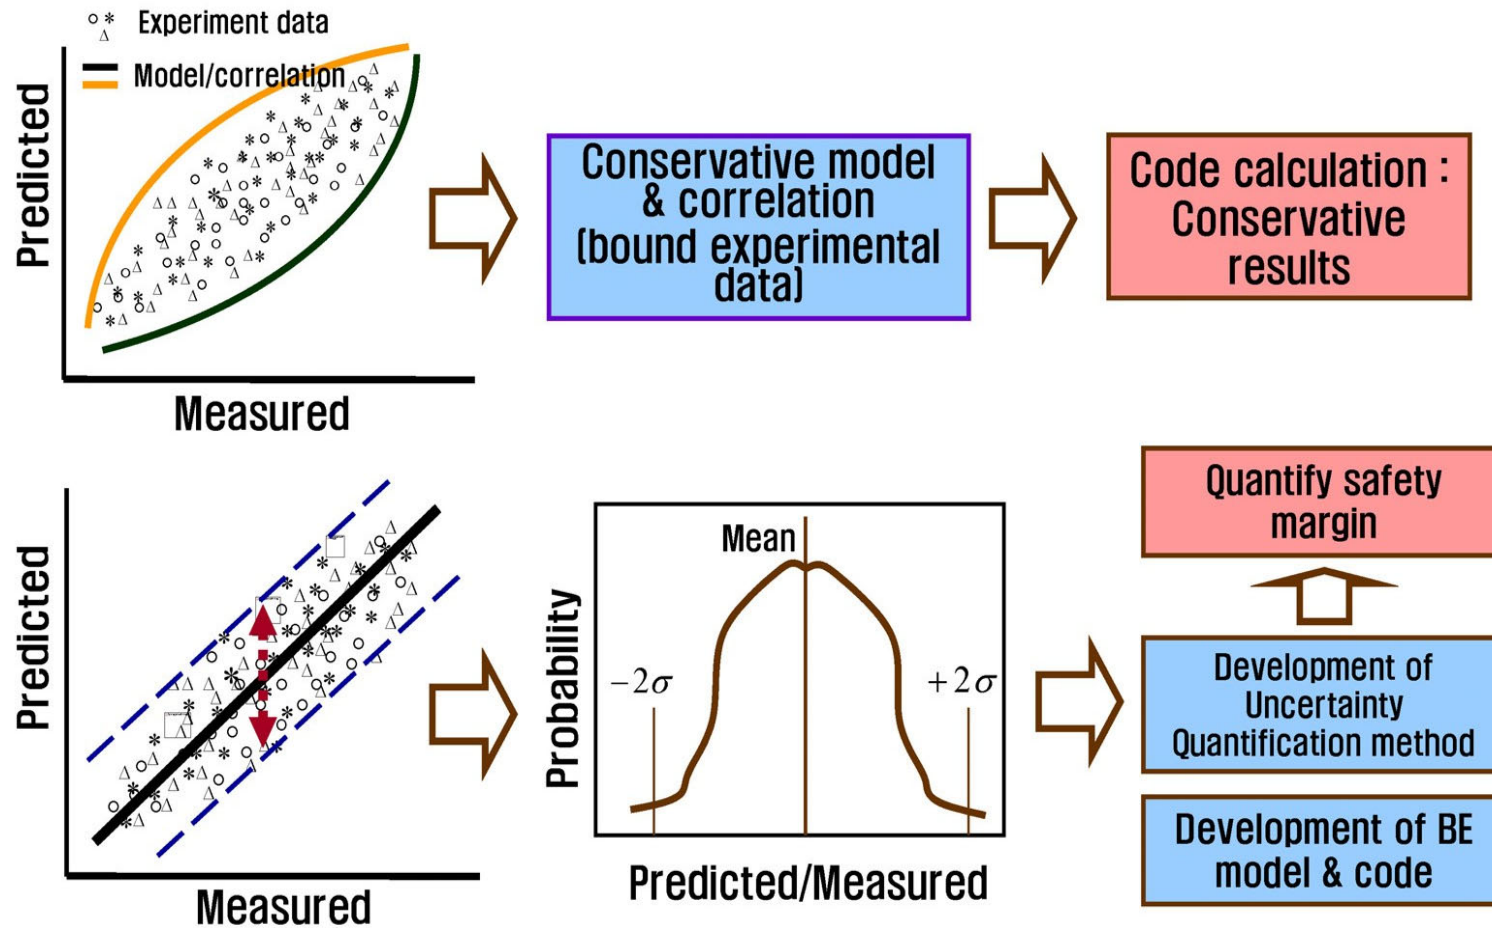 Experiment data
Model/correlation
Predicted
Measured
Conservative model
& correlation
(bound experimental
data)
Code calculation :
Conservative
results
Predicted
Measured
Mean
−2σ
+2σ
Probability
Predicted/Measured
Quantify safety
margin
Development of
Uncertainty
Quantification method
Development of BE
model & code